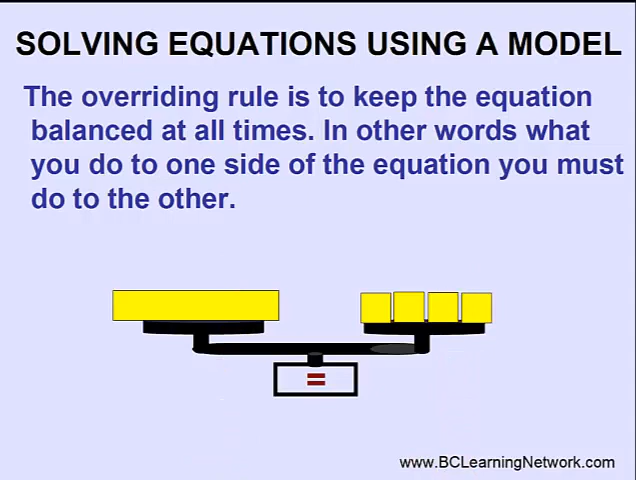 SOLVING EQUATIONS USING A MODEL
The overriding rule is to keep the equation
balanced at all times. In other words what
you do to one side of the equation you must
do to the other.
=
www.BCLearningNetwork.com